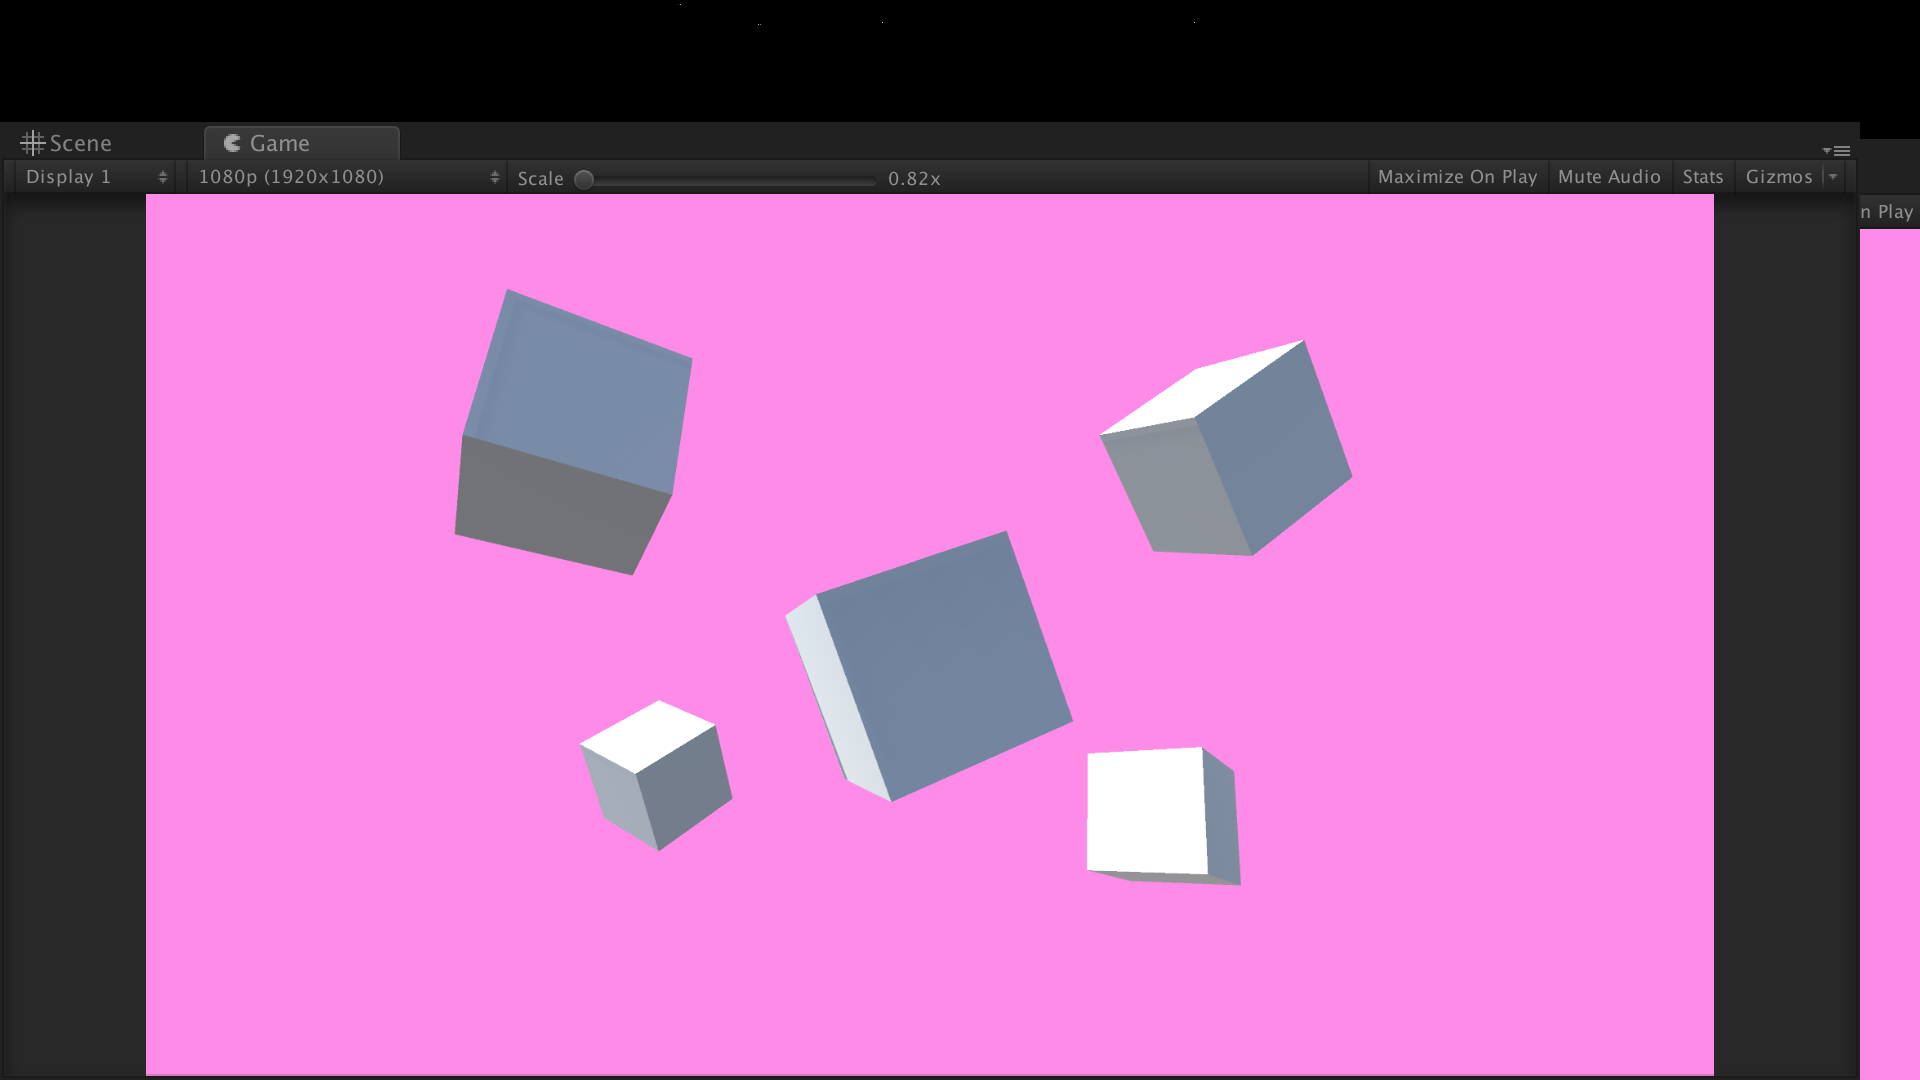 Scene Game
Display 1 1080p (1920x1080) Scale 0.82x Maximize On Play Mute Audio Stats Gizmos
n Play